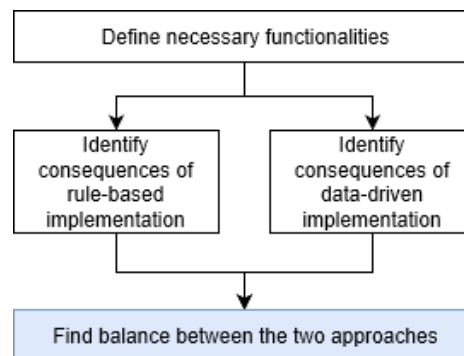 Define necessary functionalities
Identify
consequences of
rule-based
implementation
Identify
consequences of
data-driven
implementation
Find balance between the two approaches